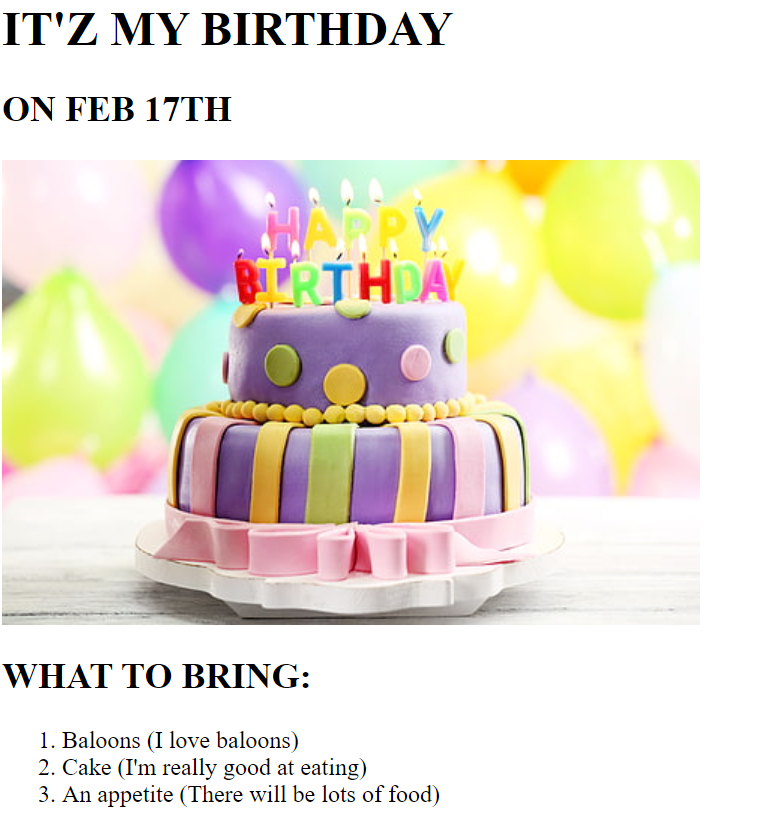 IT'Z MY BIRTHDAY
ON FEB 17TH
HAPPY
BIRTHDAY
WHAT TO BRING:
1. Baloons (I love baloons)
2. Cake (I'm really good at eating)
3. An appetite (There will be lots of food)